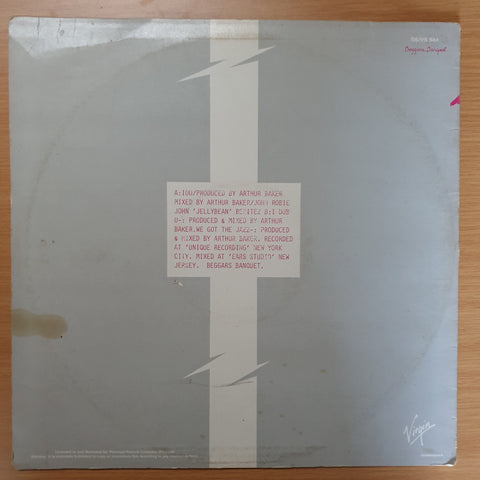 Beggars Banquet
A:IOU/PRODUCED BY ARTHUR BAKER
MIXED BY ARTHUR BAKER/JOHN ROBIE
JOHN 'JELLYBEAN' BENITEZ B:I DUB
U-: PRODUCED & MIXED BY ARTHUR
BAKER.WE GOT THE JAZZ-: PRODUCED
& MIXED BY ARTHUR BAKER. RECORDED
AT 'UNIQUE RECORDING' NEW YORK
CITY. MIXED AT 'EARS STUDIO' NEW
JERSEY. BEGGARS BANQUET.
Virgin